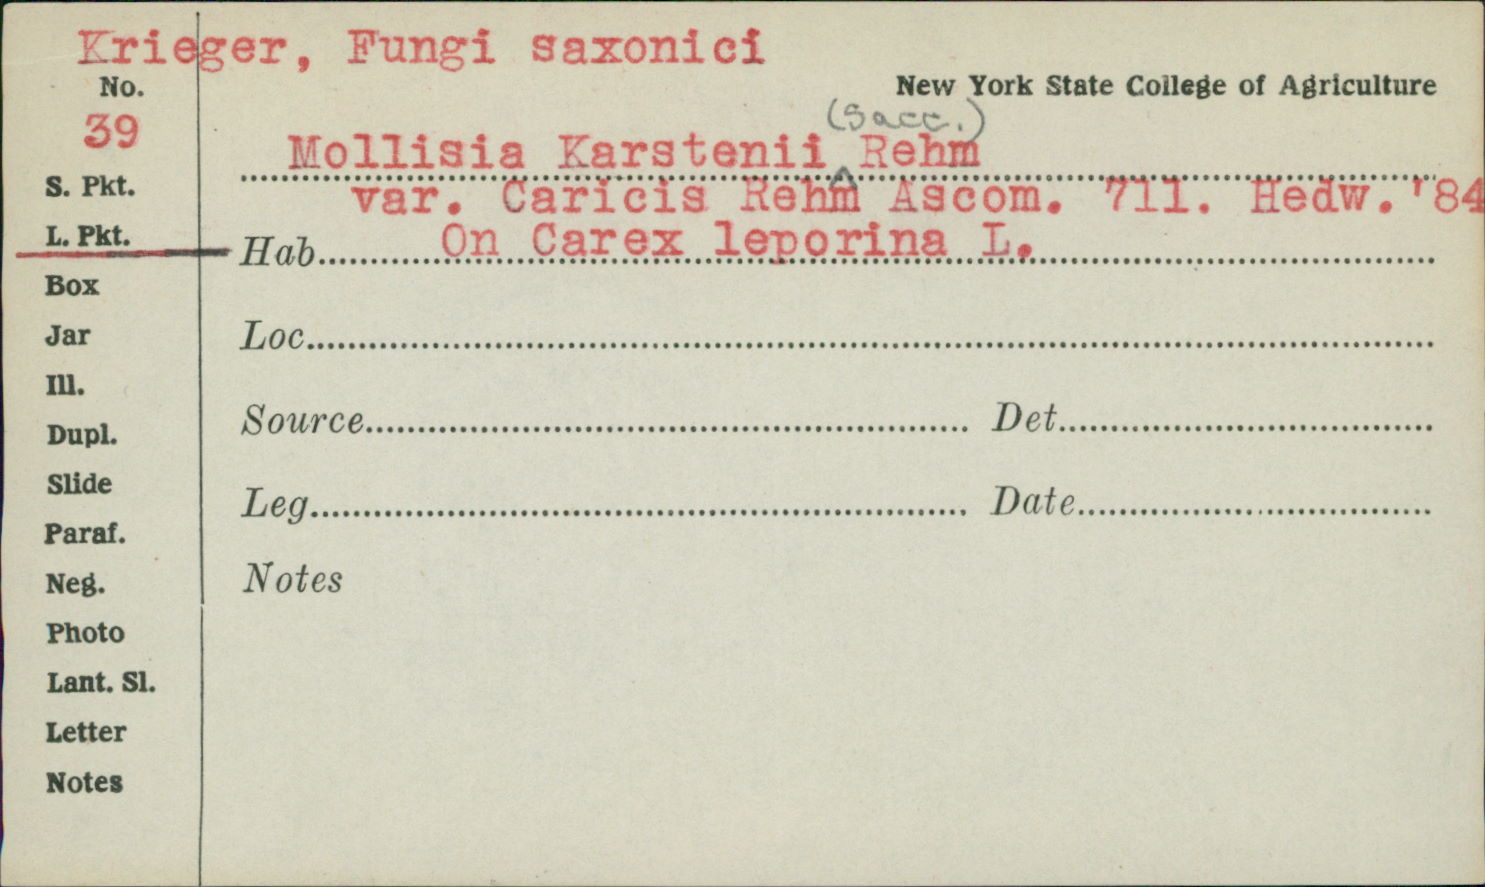 Krieger, Fungi saxonici
No.
New York State College of Agriculture
39
(Sacc.)
Mollisia Karstenii ^ Rehm
S. Pkt.
var. Caricis Rehm Ascom. 711. Hedw.'84
L. Pkt.
Hab. On Carex leporina L.
Box
Jar
Loc.
Ill.
Dupl.
Source Det.
Slide
Leg. Date
Paraf.
Neg.
Notes
Photo
Lant. Sl.
Letter
Notes